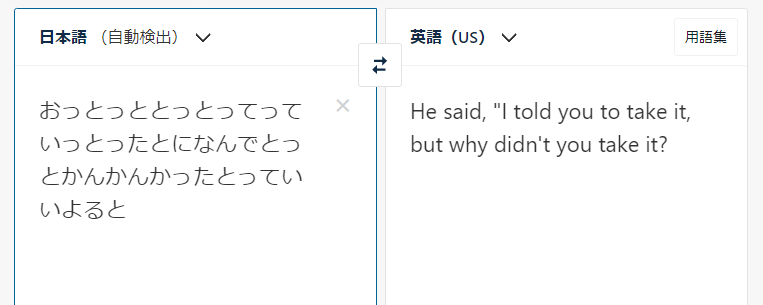 日本語 （自動検出）
英語（US）
用語集
おっとっととっとってって
いっとったとになんでとっ
とかんかんかったとってい
いよると
He said, "I told you to take it,
but why didn't you take it?